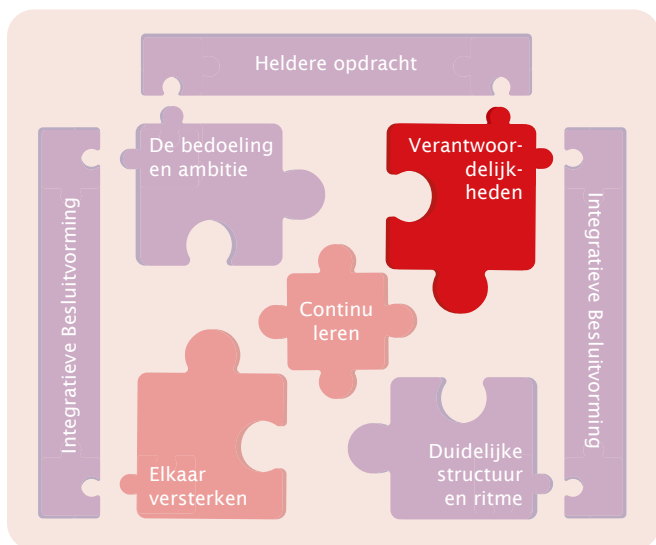 Heldere opdracht
De bedoeling
en ambitie
Verantwoor-
delijk-
heden
Integratieve Besluitvorming
Integratieve Besluitvorming
Continu
leren
Elkaar
versterken
Duidelijke
structuur
en ritme